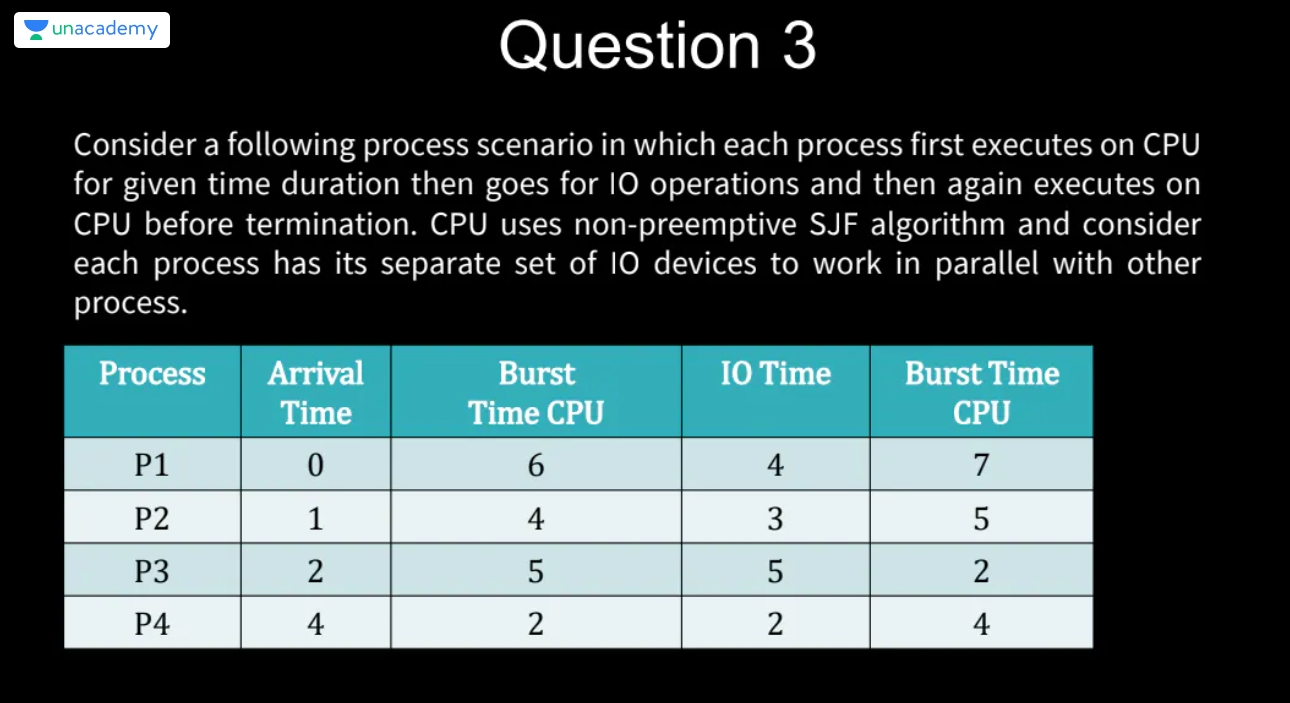 unacademy
Question 3
Consider a following process scenario in which each process first executes on CPU
for given time duration then goes for IO operations and then again executes on
CPU before termination. CPU uses non-preemptive SJF algorithm and consider
each process has its separate set of IO devices to work in parallel with other
process.
Process Arrival Time Burst Time CPU IO Time Burst Time CPU
P1 0 6 4 7
P2 1 4 3 5
P3 2 5 5 2
P4 4 2 2 4